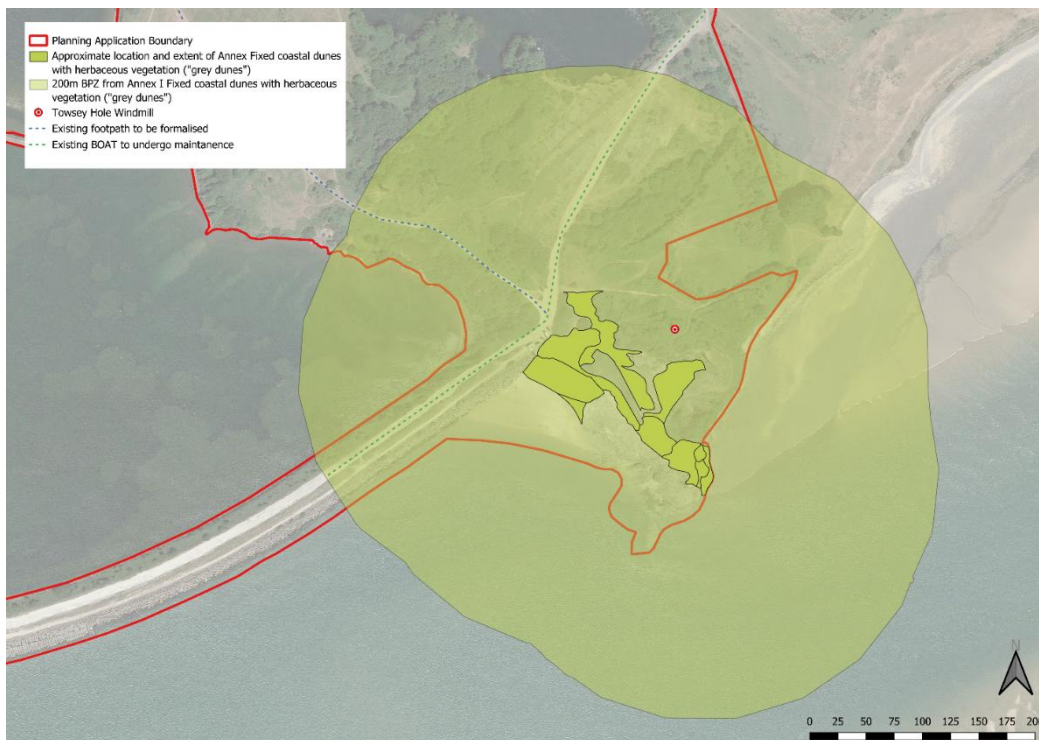 Planning Application Boundary
Approximate location and extent of Annex Fixed coastal dunes
with herbaceous vegetation ("grey dunes")
200m BPZ from Annex I Fixed coastal dunes with herbaceous
vegetation ("grey dunes")
Towsey Hole Windmill
Existing footpath to be formalised
Existing BOAT to undergo maintanence
N
0 25 50 75 100 125 150 175 200